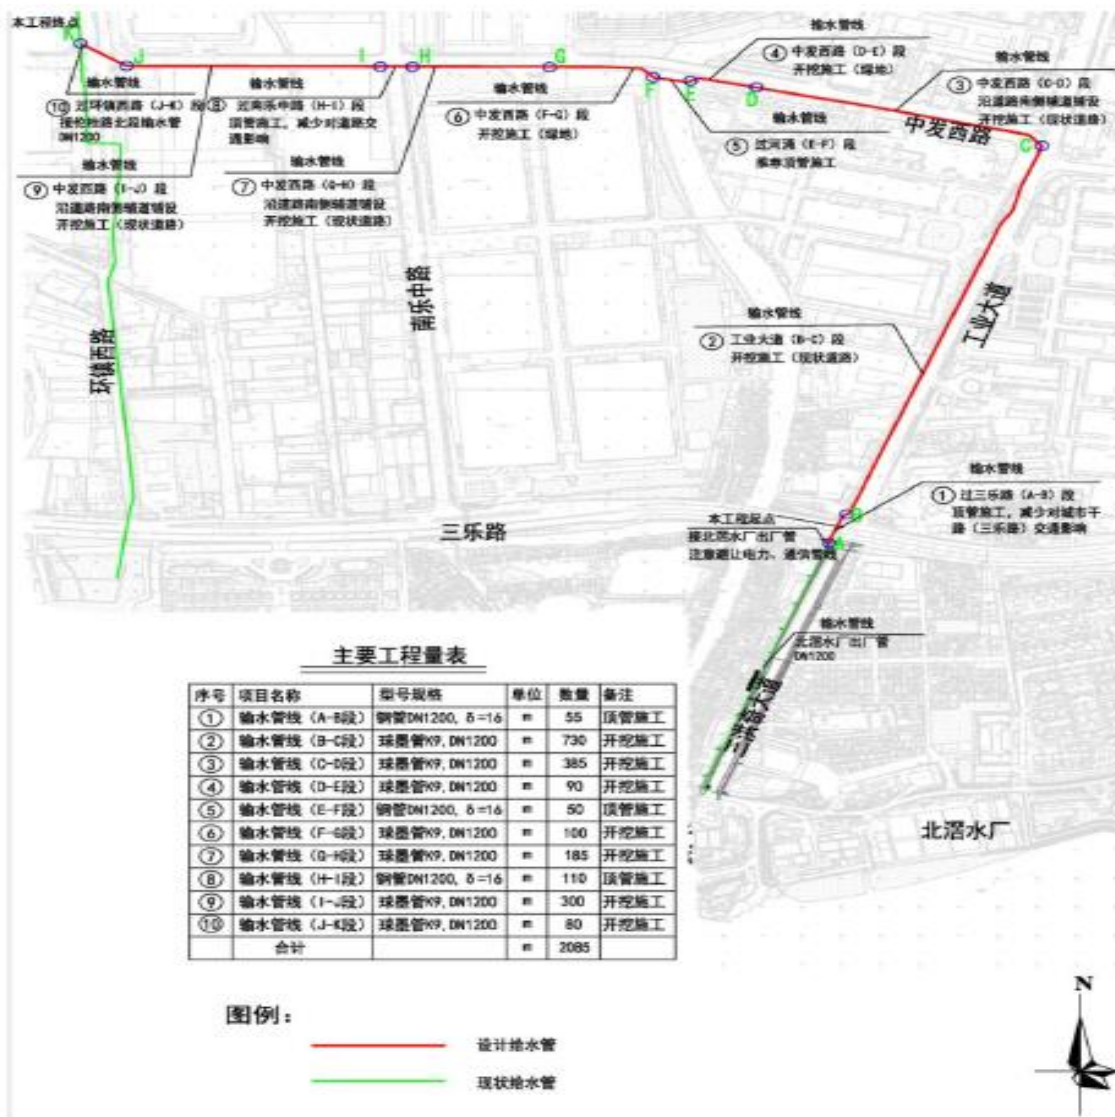 本工程终点
K
J
I
H
G
F
E
D
C
B
A
输水管线
④ 中发西路（D-E）段
开挖施工（绿地）
输水管线
③ 中发西路（C-D）段
沿道路南侧辅道铺设
开挖施工（现状道路）
中发西路
输水管线
⑩ 过环镇西路（J-K）段
DN1200
输水管线
⑧ 过南乐中路（H-I）段
顶管施工，减少对道路交
通影响
输水管线
⑥ 中发西路（F-G）段
开挖施工（绿地）
输水管线
⑤ 过河涌（E-F）段
顶管施工
输水管线
⑨ 中发西路（I-J）段
沿道路南侧辅道铺设
开挖施工（现状道路）
输水管线
⑦ 中发西路（G-H）段
沿道路南侧辅道铺设
开挖施工（现状道路）
环镇西路
南乐中路
工业大道
输水管线
② 工业大道（B-C）段
开挖施工（现状道路）
输水管线
① 过三乐路（A-B）段
顶管施工，减少对城市干
路（三乐路）交通影响
三乐路
本工程起点
接北滘水厂出厂管
注意避让电力、通信管线
输水管线
北滘水厂出厂管
DN1200
北滘水厂
主要工程量表
序号 项目名称 型号规格 单位 数量 备注
① 输水管线（A-B段） 钢管DN1200, δ=16 m 55 顶管施工
② 输水管线（B-C段） 球墨管K9, DN1200 m 730 开挖施工
③ 输水管线（C-D段） 球墨管K9, DN1200 m 385 开挖施工
④ 输水管线（D-E段） 球墨管K9, DN1200 m 90 开挖施工
⑤ 输水管线（E-F段） 钢管DN1200, δ=16 m 50 顶管施工
⑥ 输水管线（F-G段） 球墨管K9, DN1200 m 100 开挖施工
⑦ 输水管线（G-H段） 球墨管K9, DN1200 m 185 开挖施工
⑧ 输水管线（H-I段） 钢管DN1200, δ=16 m 110 顶管施工
⑨ 输水管线（I-J段） 球墨管K9, DN1200 m 300 开挖施工
⑩ 输水管线（J-K段） 球墨管K9, DN1200 m 80 开挖施工
合计 m 2085
图例：
设计给水管
现状给水管
N